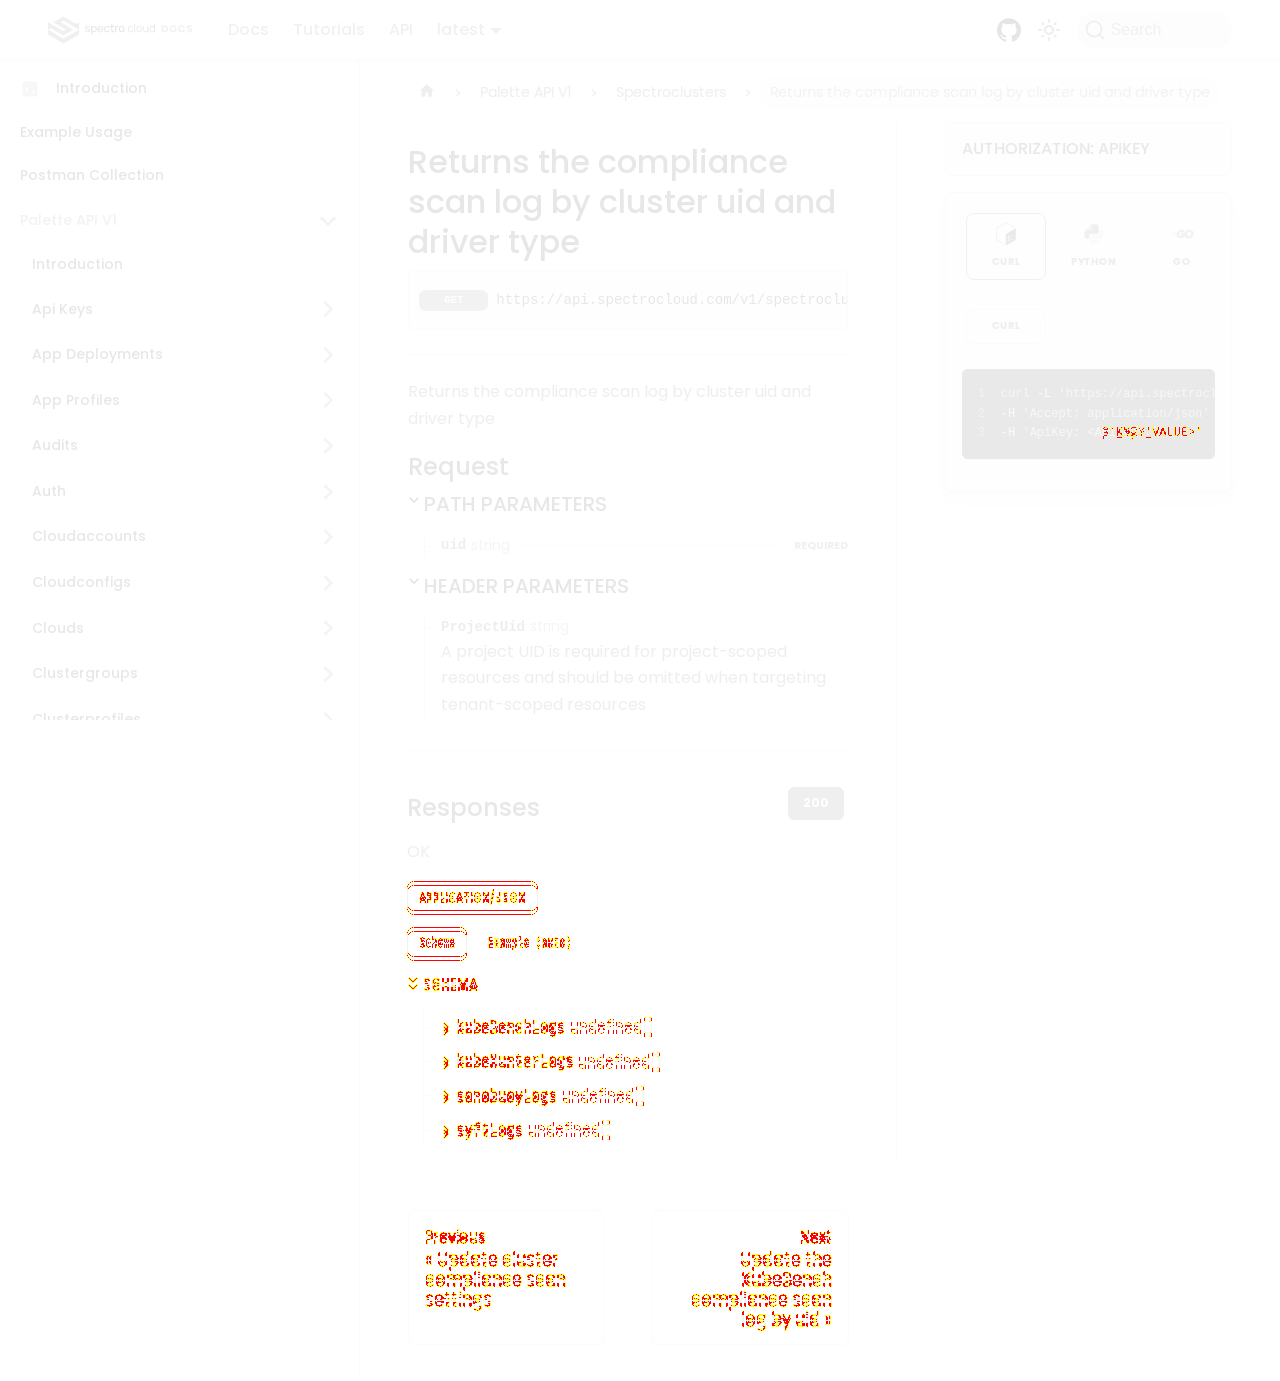 spectro cloud DOCS Docs Tutorials API latest Search
Introduction
Example Usage
Postman Collection
Palette API V1
Introduction
Api Keys
App Deployments
App Profiles
Audits
Auth
Cloudaccounts
Cloudconfigs
Clouds
Clustergroups
Clusterprofiles
Palette API V1 Spectroclusters Returns the compliance scan log by cluster uid and driver type
Returns the compliance
scan log by cluster uid and
driver type
GET https://api.spectrocloud.com/v1/spectroclu
Returns the compliance scan log by cluster uid and
driver type
Request
PATH PARAMETERS
uid string REQUIRED
HEADER PARAMETERS
ProjectUid string
A project UID is required for project-scoped
resources and should be omitted when targeting
tenant-scoped resources
Responses 200
OK
APPLICATION/JSON
Schema Example (auto)
SCHEMA
kubeBenchLogs undefined[]
kubeHunterLogs undefined[]
sonobuoyLogs undefined[]
syftLogs undefined[]
Previous
« Update cluster
compliance scan
settings
Next
Update the
KubeBench
compliance scan
log by uid »
AUTHORIZATION: APIKEY
CURL PYTHON GO
CURL
1 curl -L 'https://api.spectrocl
2 -H 'Accept: application/json'
3 -H 'ApiKey: